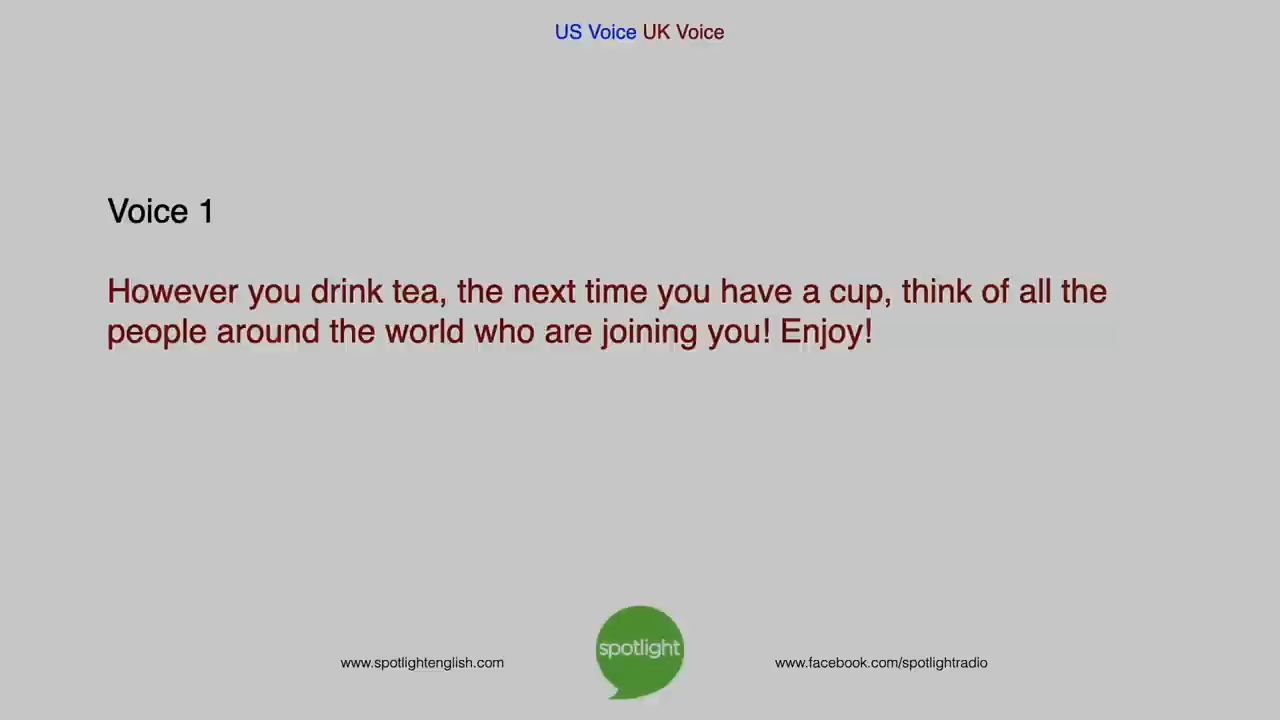 US Voice UK Voice
Voice 1
However you drink tea, the next time you have a cup, think of all the
people around the world who are joining you! Enjoy!
www.spotlightenglish.com
spotlight
www.facebook.com/spotlightradio